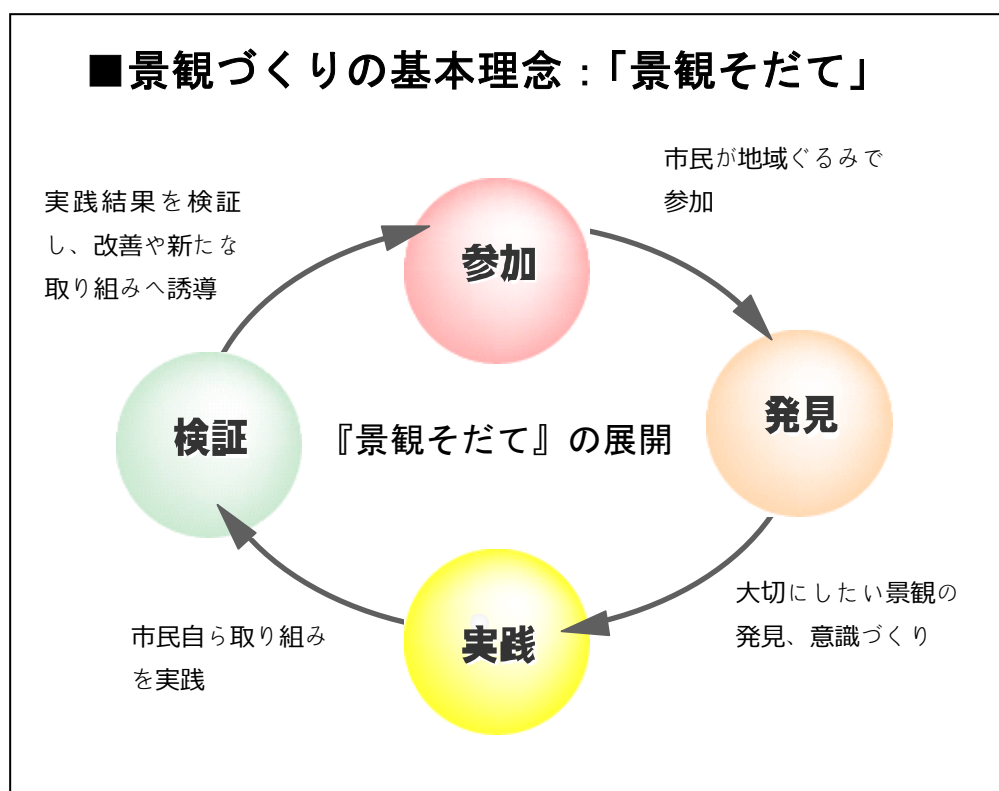 ■景観づくりの基本理念：「景観そだて」
市民が地域ぐるみで
参加
実践結果を検証
し、改善や新たな
取り組みへ誘導
参加
発見
検証
『景観そだて』の展開
大切にしたい景観の
発見、意識づくり
実践
市民自ら取り組み
を実践